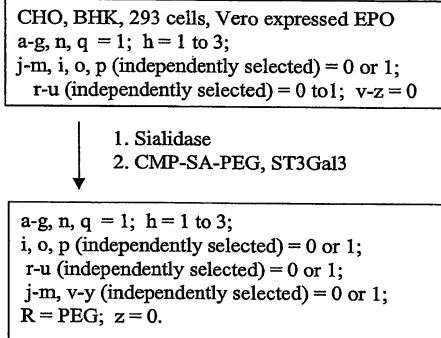 CHO, BHK, 293 cells, Vero expressed EPO
a-g, n, q = 1; h = 1 to 3;
j-m, i, o, p (independently selected) = 0 or 1;
r-u (independently selected) = 0 to1; v-z = 0
1. Sialidase
2. CMP-SA-PEG, ST3Gal3
a-g, n, q = 1; h = 1 to 3;
i, o, p (independently selected) = 0 or 1;
r-u (independently selected) = 0 or 1;
j-m, v-y (independently selected) = 0 or 1;
R = PEG; z = 0.